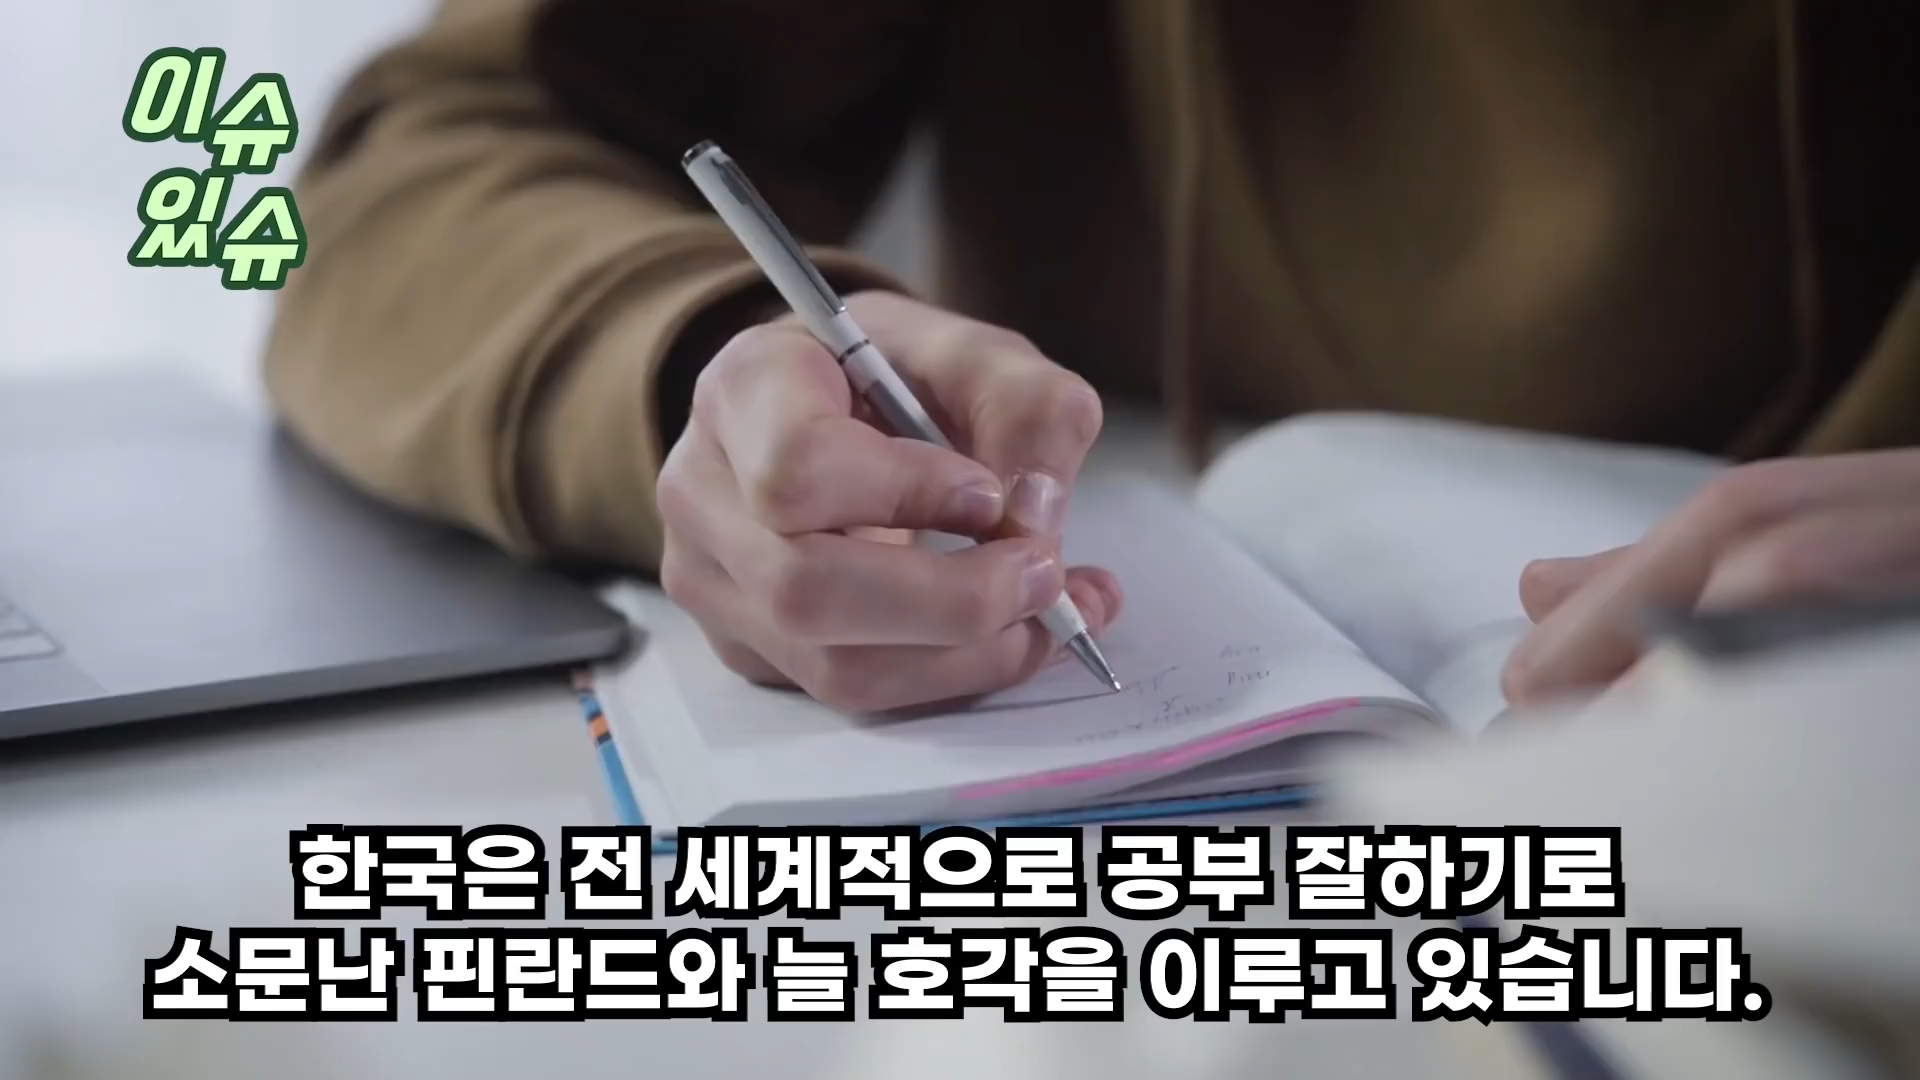 이슈
있슈
한국은 전 세계적으로 공부 잘하기로
소문난 핀란드와 늘 호각을 이루고 있습니다.